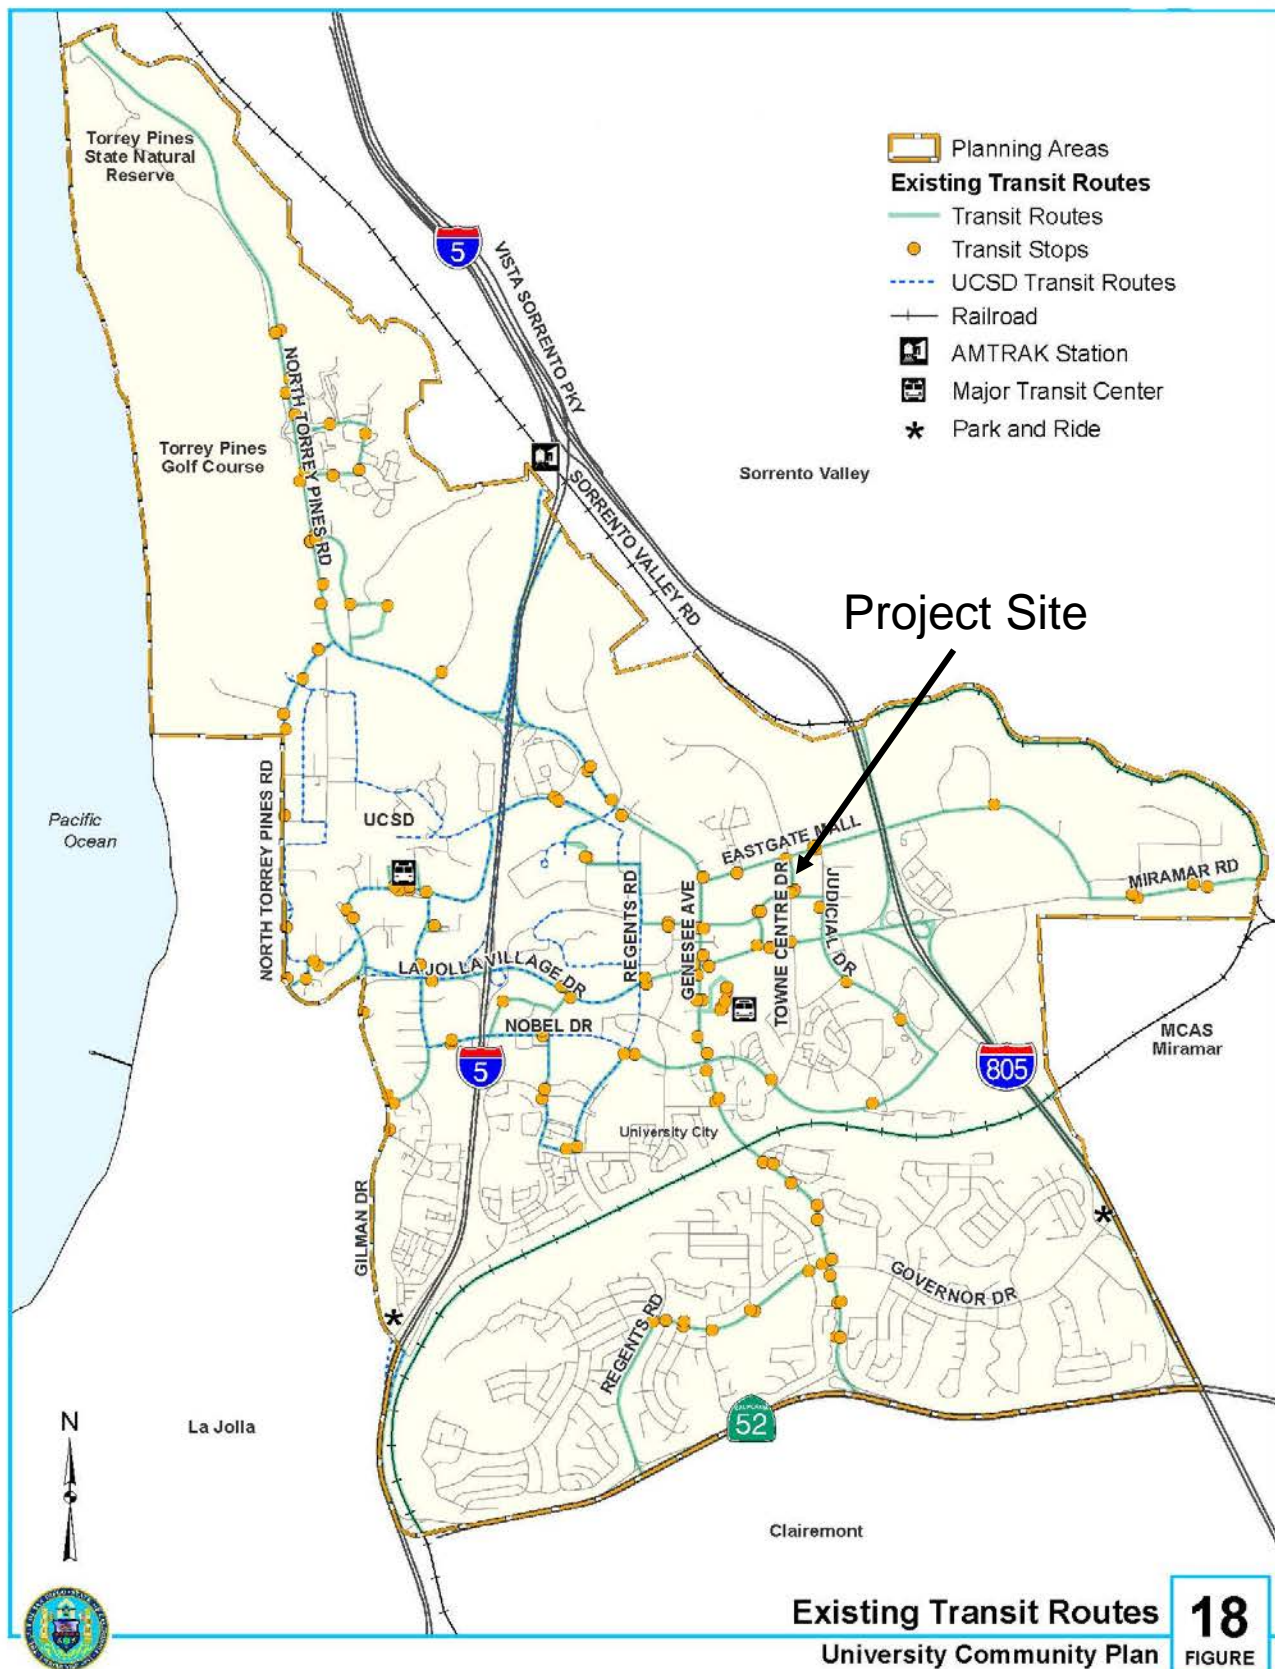 Torrey Pines
State Natural
Reserve
Planning Areas
Existing Transit Routes
Transit Routes
Transit Stops
UCSD Transit Routes
Railroad
AMTRAK Station
Major Transit Center
Park and Ride
5
VISTA SORRENTO PKY
NORTH TORREY PINES RD
Torrey Pines
Golf Course
Sorrento Valley
SORRENTO VALLEY RD
Project Site
NORTH TORREY PINES RD
UCSD
Pacific
Ocean
EASTGATE MALL
MIRAMAR RD
REGENTS RD
GENESEE AVE
TOWNE CENTRE DR
JUDICIAL DR
LA JOLLA VILLAGE DR
NOBEL DR
5
805
MCAS
Miramar
University City
GILMAN DR
GOVERNOR DR
REGENTS RD
52
N
La Jolla
Clairemont
Existing Transit Routes
University Community Plan
18
FIGURE